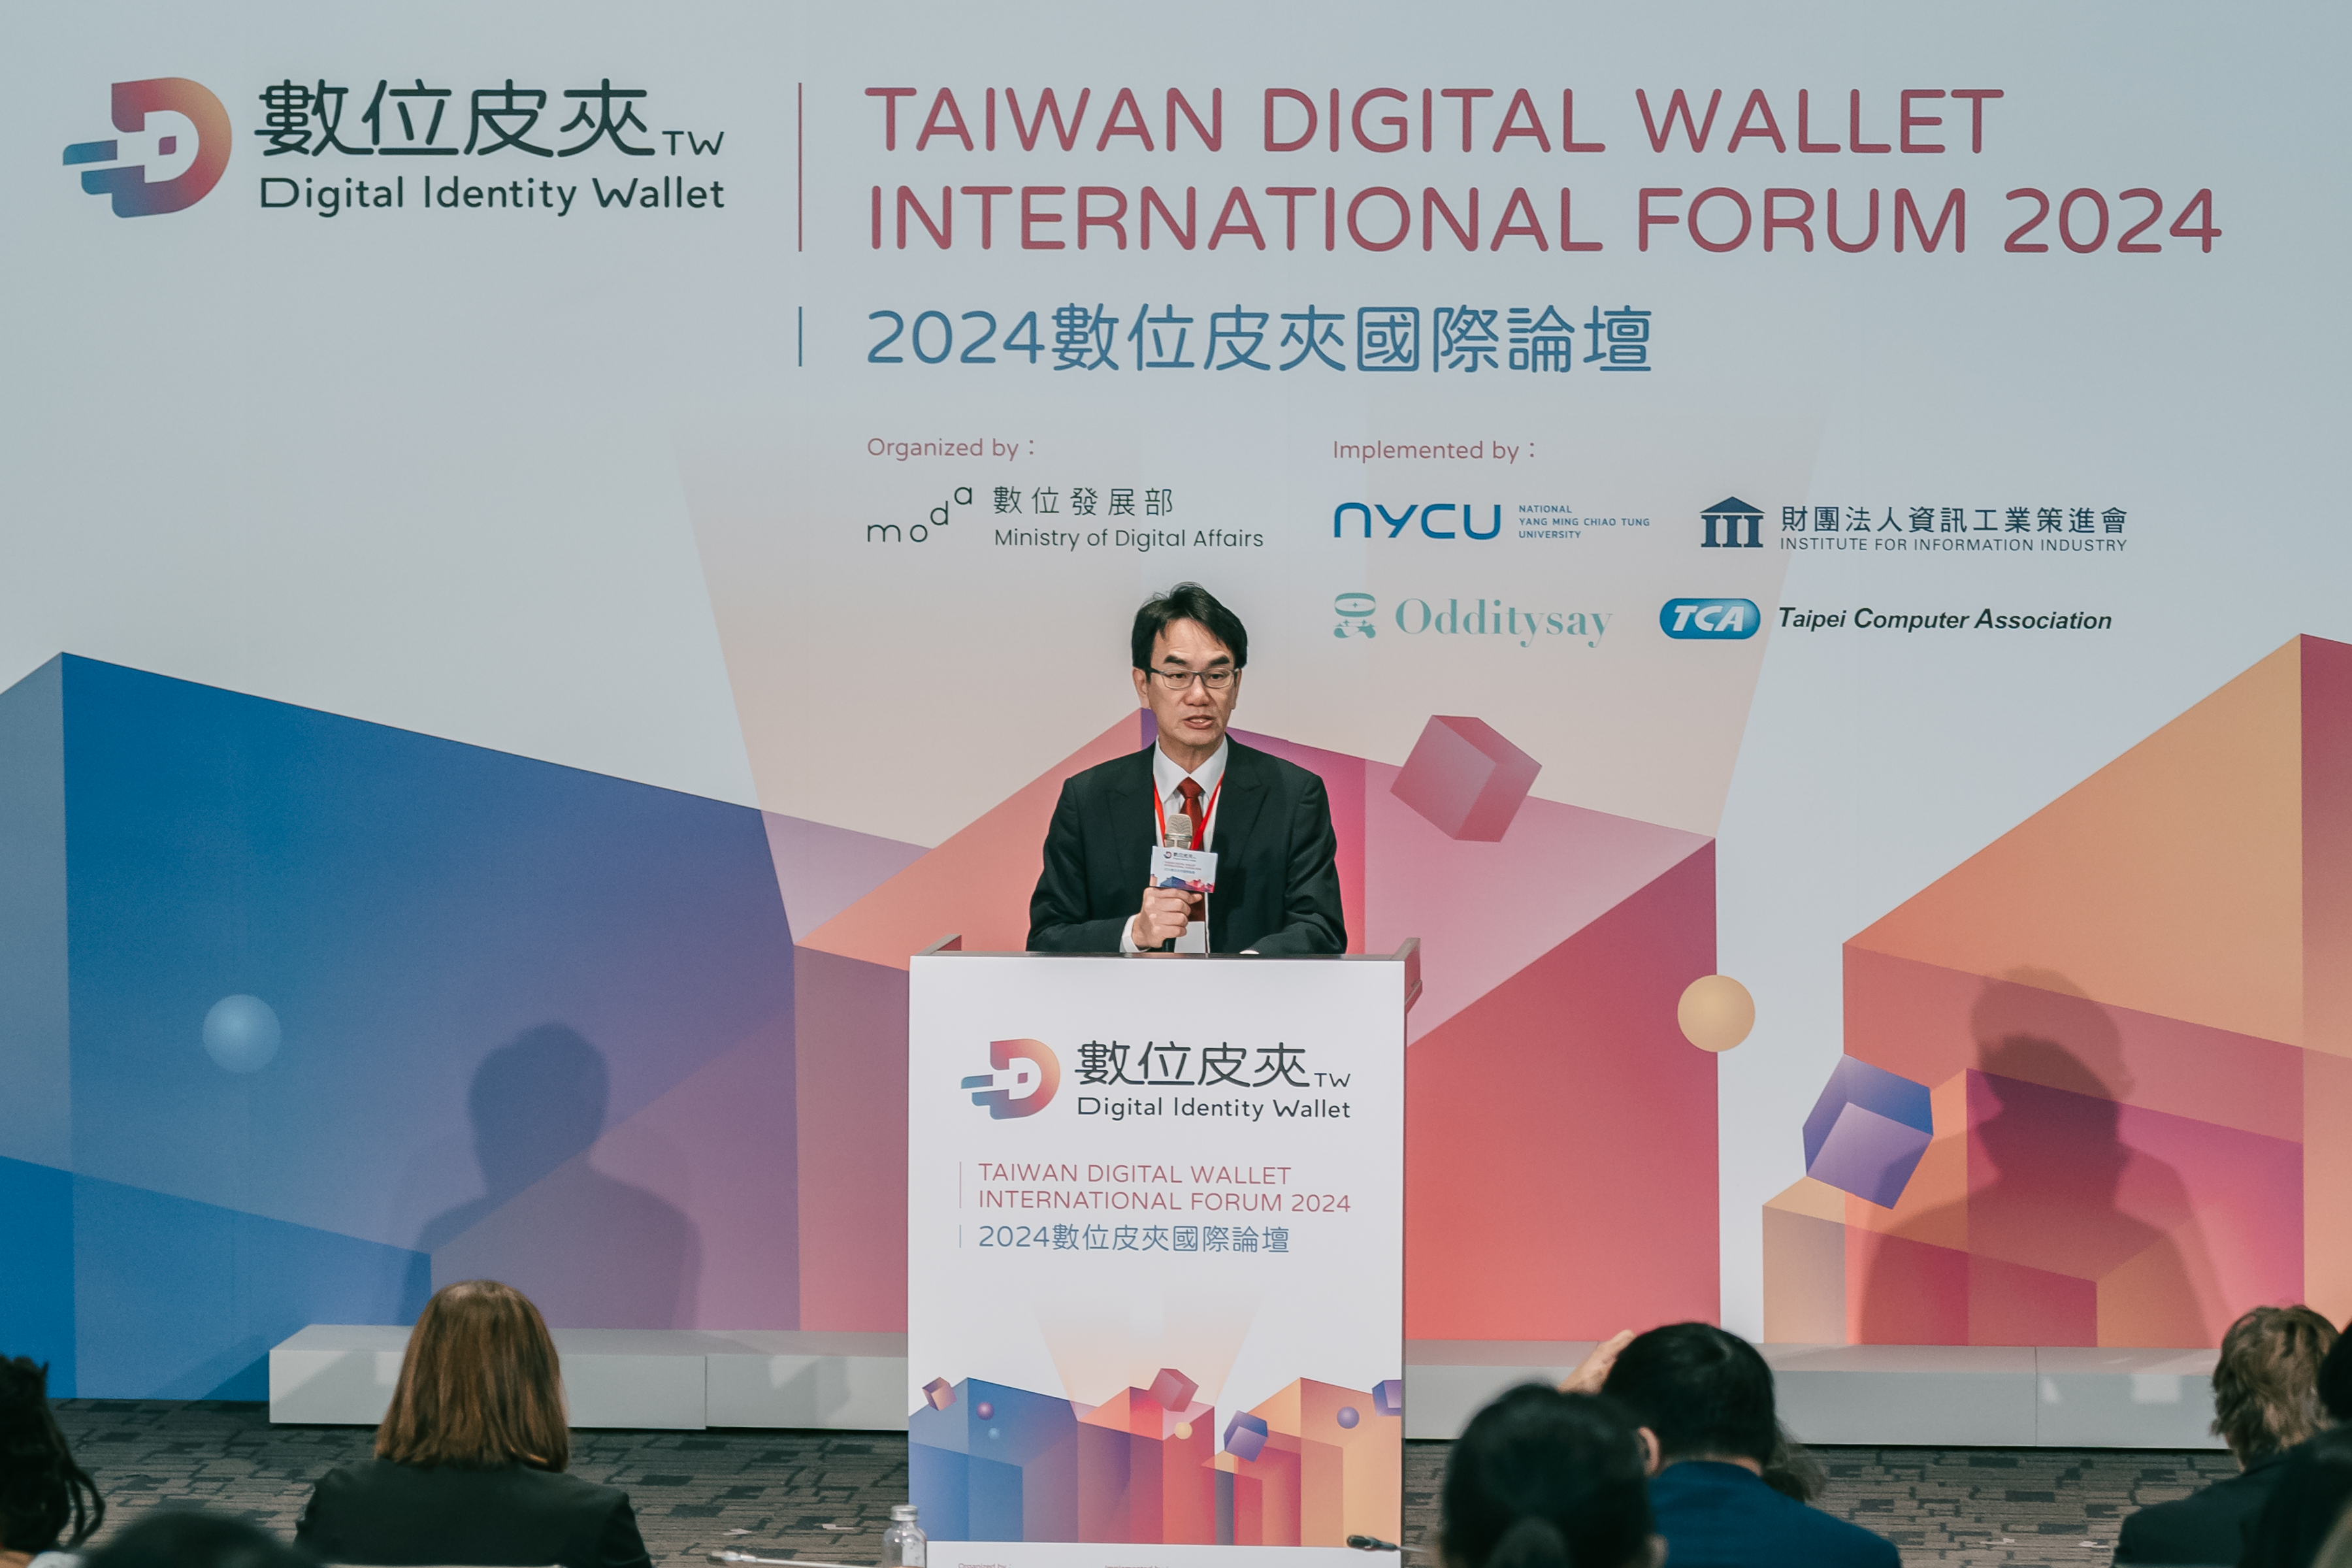 數位皮夾TW
Digital Identity Wallet
TAIWAN DIGITAL WALLET
INTERNATIONAL FORUM 2024
2024數位皮夾國際論壇
Organized by：
moda 數位發展部
Ministry of Digital Affairs
Implemented by：
NYCU NATIONAL
YANG MING CHIAO TUNG
UNIVERSITY
財團法人資訊工業策進會
INSTITUTE FOR INFORMATION INDUSTRY
Odditysay
TCA Taipei Computer Association
數位皮夾TW
Digital Identity Wallet
TAIWAN DIGITAL WALLET
INTERNATIONAL FORUM 2024
2024數位皮夾國際論壇
Organized by：